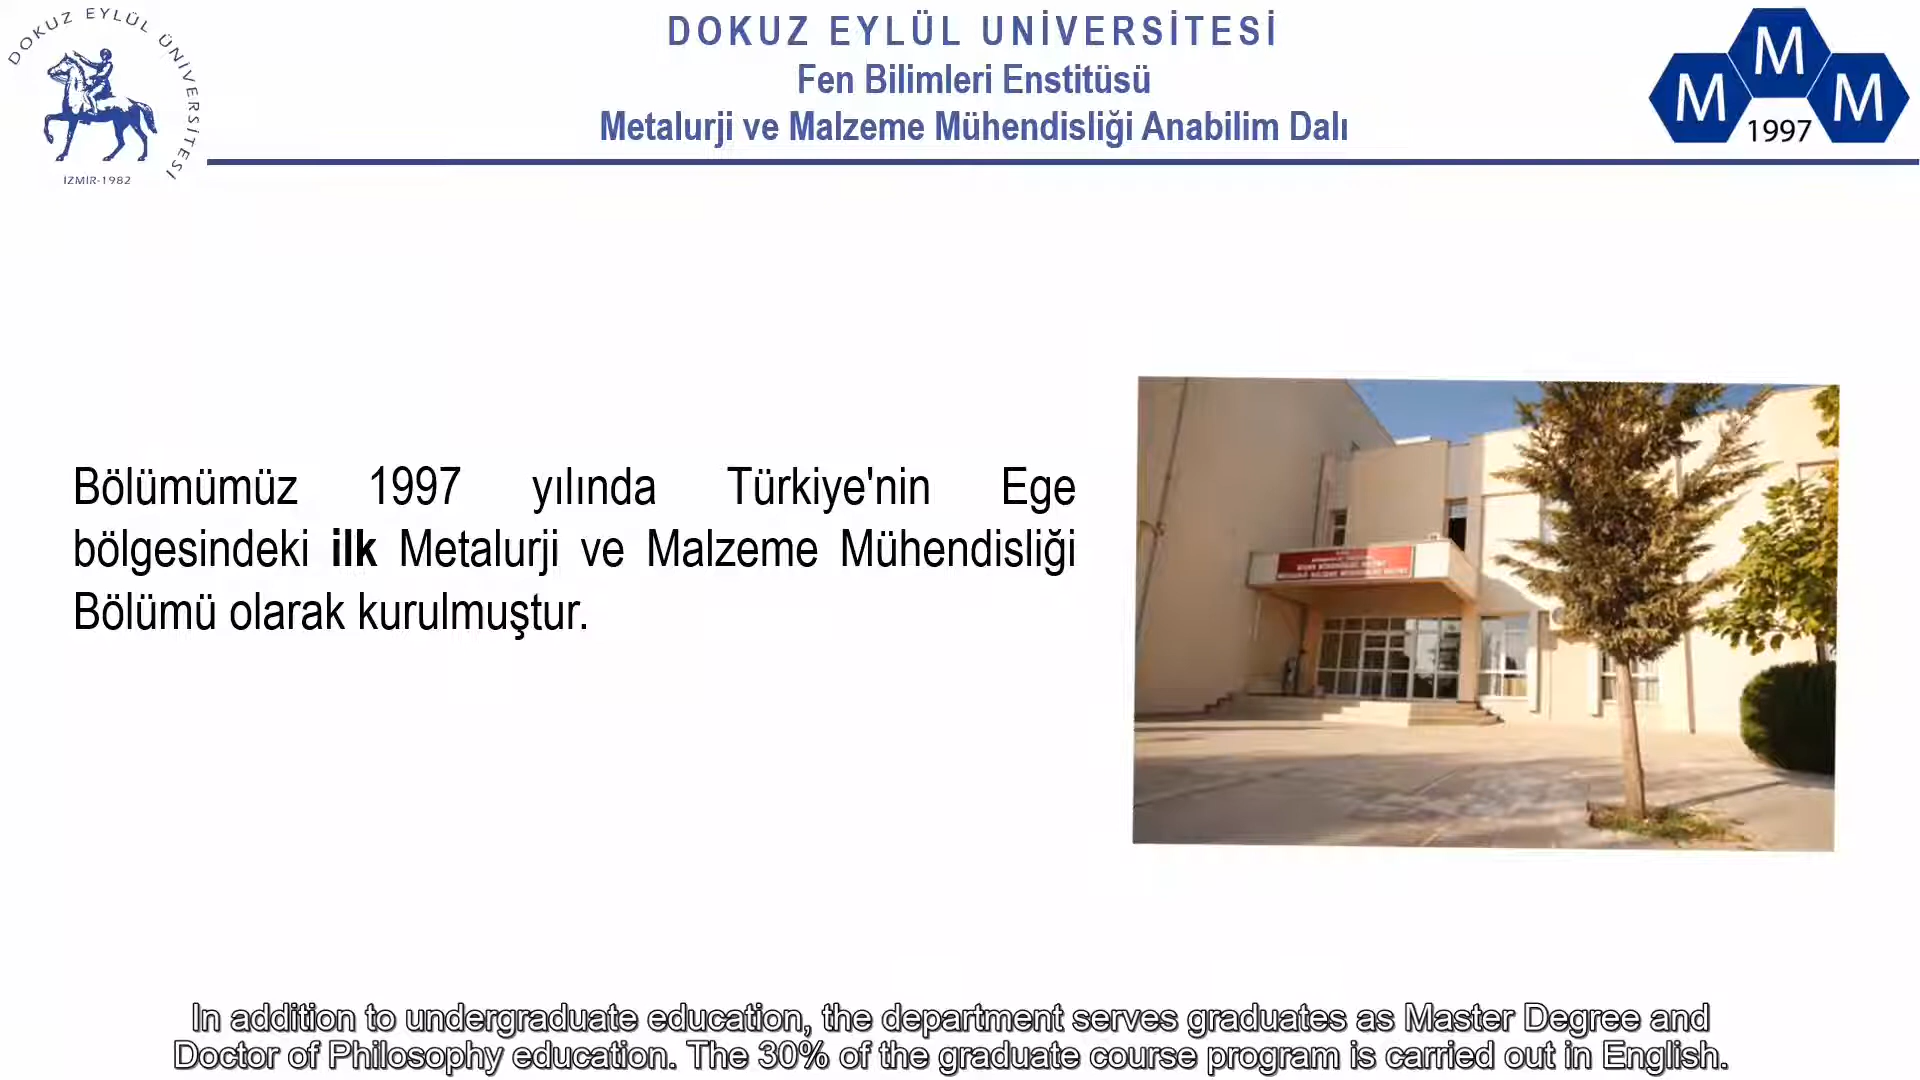 DOKUZ EYLÜL ÜNİVERSİTESİ
İZMİR-1982
DOKUZ EYLÜL UNİVERSİTESİ
Fen Bilimleri Enstitüsü
Metalurji ve Malzeme Mühendisliği Anabilim Dalı
M M M
1997
Bölümümüz 1997 yılında Türkiye'nin Ege
bölgesindeki ilk Metalurji ve Malzeme Mühendisliği
Bölümü olarak kurulmuştur.
In addition to undergraduate education, the department serves graduates as Master Degree and
Doctor of Philosophy education. The 30% of the graduate course program is carried out in English.